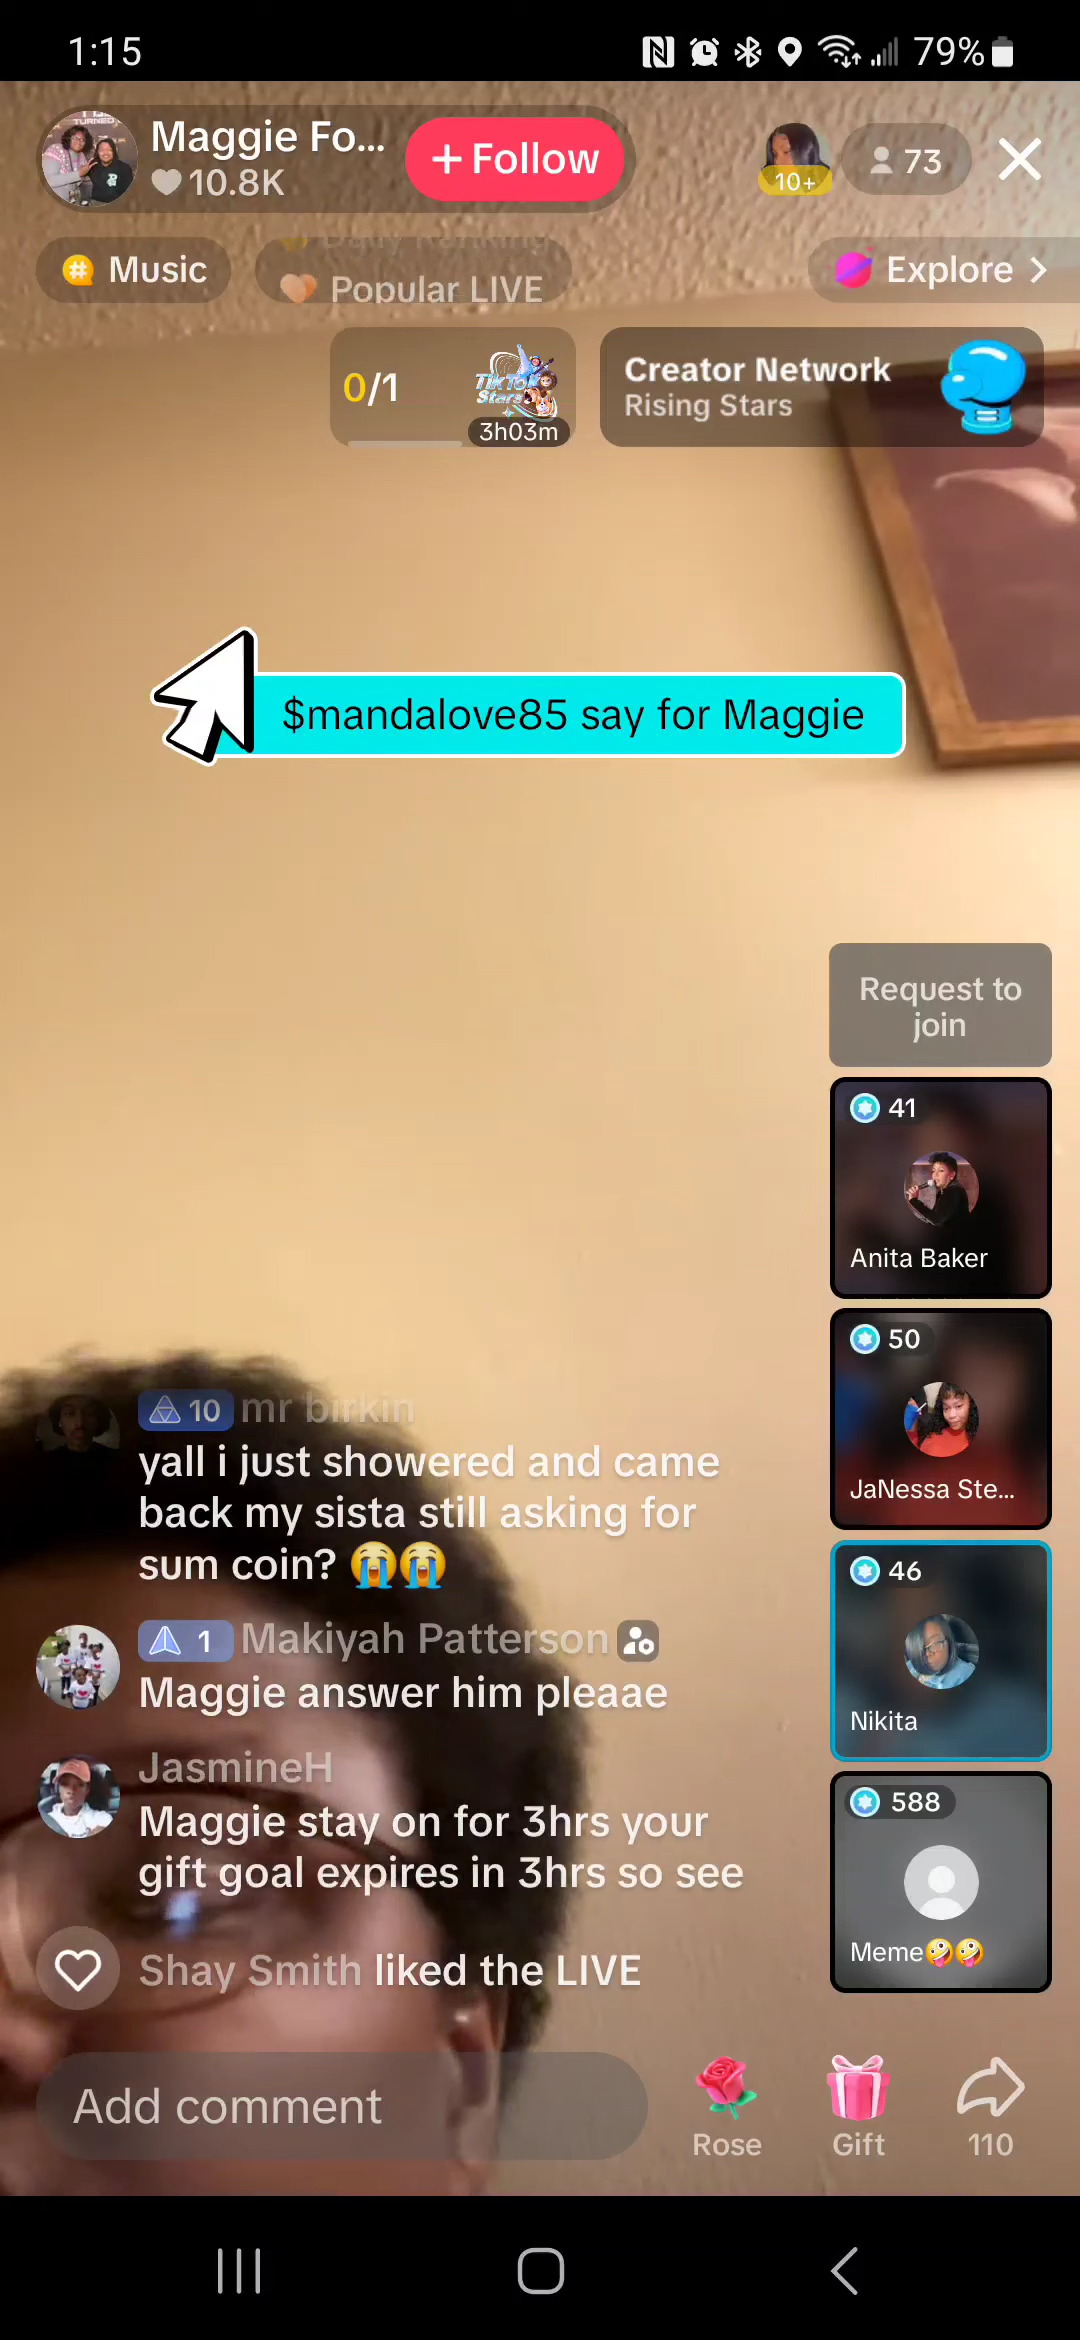 1:15
79%
Maggie Fo...
10.8K
+ Follow
10+
73
Music
Daily Ranking
Popular LIVE
Explore >
0/1
TikTok
Stars
3h03m
Creator Network
Rising Stars
$mandalove85 say for Maggie
Request to
join
41
Anita Baker
50
JaNessa Ste...
46
Nikita
588
Meme🤪🤪
10 mr birkin
yall i just showered and came
back my sista still asking for
sum coin? 😭😭
1 Makiyah Patterson
Maggie answer him pleaae
JasmineH
Maggie stay on for 3hrs your
gift goal expires in 3hrs so see
Shay Smith liked the LIVE
Add comment
Rose
Gift
110